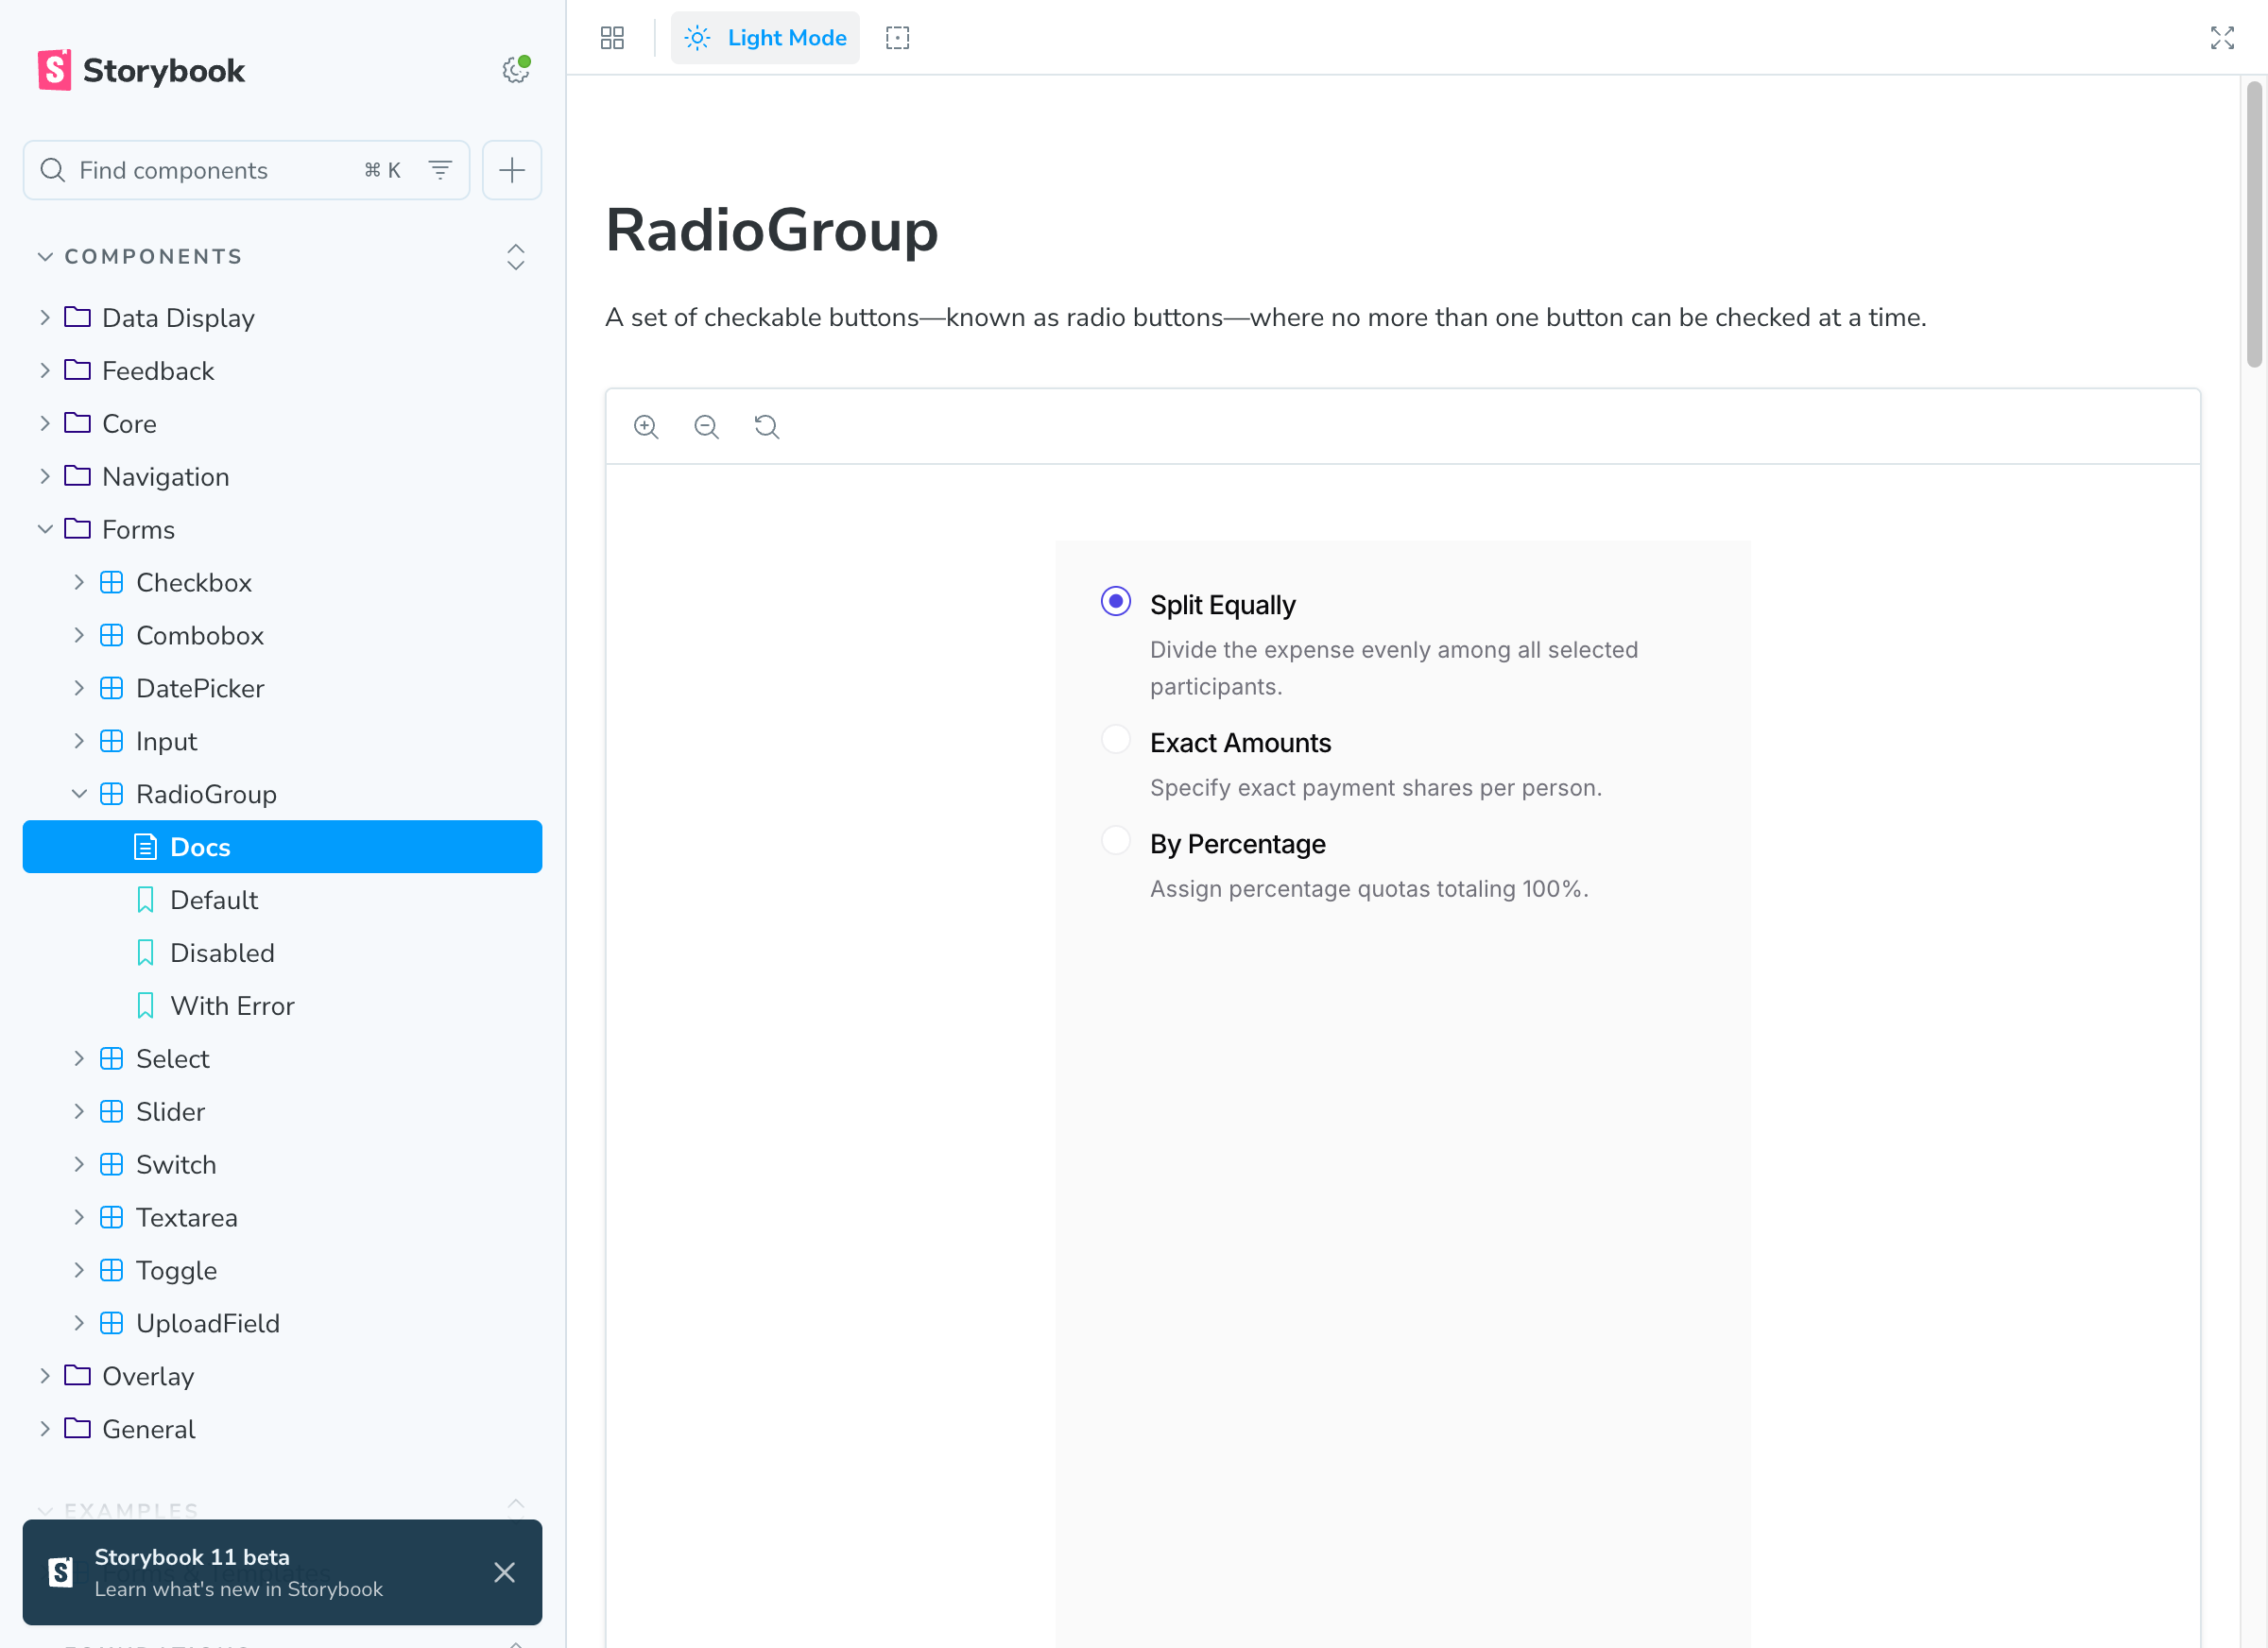 Storybook
Find components ⌘ K
COMPONENTS
Data Display
Feedback
Core
Navigation
Forms
Checkbox
Combobox
DatePicker
Input
RadioGroup
Docs
Default
Disabled
With Error
Select
Slider
Switch
Textarea
Toggle
UploadField
Overlay
General
EXAMPLES
Storybook 11 beta
Learn what's new in Storybook
Light Mode
RadioGroup
A set of checkable buttons—known as radio buttons—where no more than one button can be checked at a time.
Split Equally
Divide the expense evenly among all selected
participants.
Exact Amounts
Specify exact payment shares per person.
By Percentage
Assign percentage quotas totaling 100%.